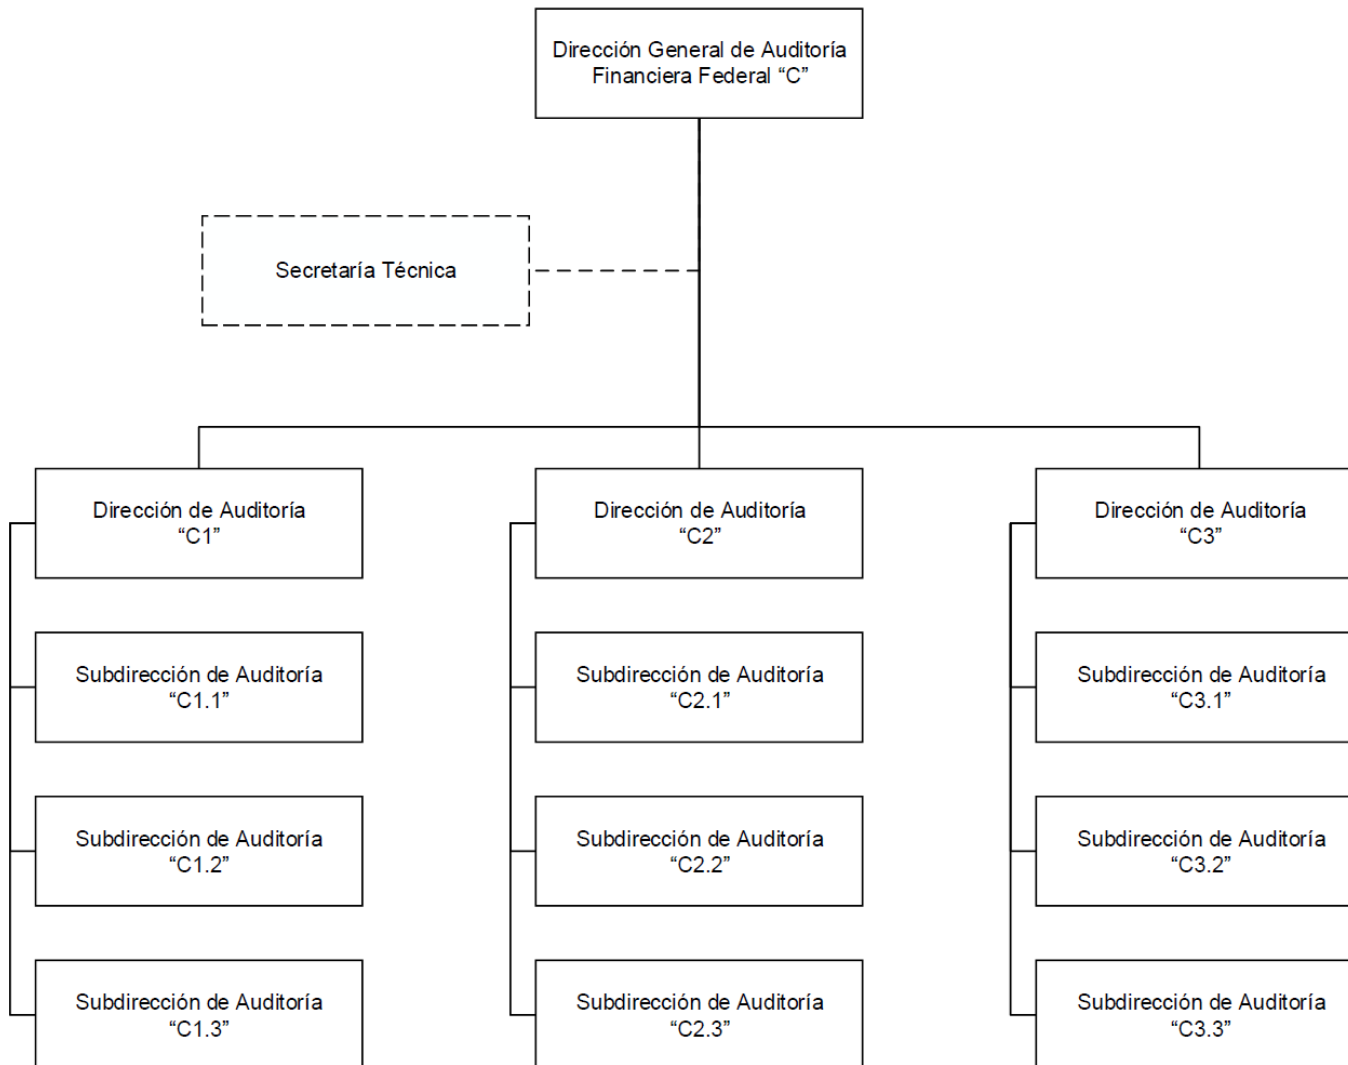 Dirección General de Auditoría
Financiera Federal “C”
Secretaría Técnica
Dirección de Auditoría
“C1”
Dirección de Auditoría
“C2”
Dirección de Auditoría
“C3”
Subdirección de Auditoría
“C1.1”
Subdirección de Auditoría
“C2.1”
Subdirección de Auditoría
“C3.1”
Subdirección de Auditoría
“C1.2”
Subdirección de Auditoría
“C2.2”
Subdirección de Auditoría
“C3.2”
Subdirección de Auditoría
“C1.3”
Subdirección de Auditoría
“C2.3”
Subdirección de Auditoría
“C3.3”